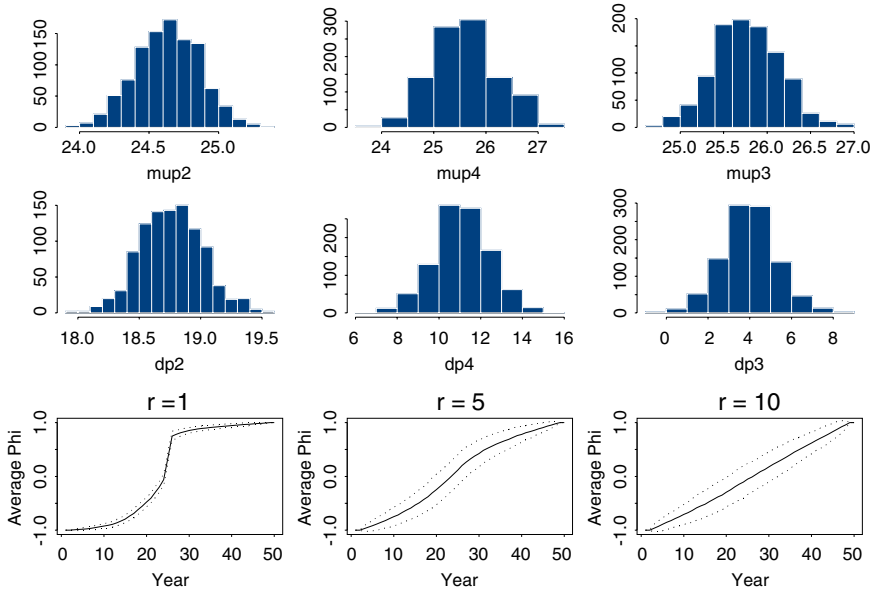 0 50 100 150
24.0 24.5 25.0
mup2
0 100 200 300
24 25 26 27
mup4
0 50 100 200
25.0 25.5 26.0 26.5 27.0
mup3
0 50 100 150
18.0 18.5 19.0 19.5
dp2
0 100 200
6 8 10 12 14 16
dp4
0 100 200 300
0 2 4 6 8
dp3
r =1
Average Phi
-1.0 0.0 1.0
0 10 20 30 40 50
Year
r = 5
Average Phi
-1.0 0.0 1.0
0 10 20 30 40 50
Year
r = 10
Average Phi
-1.0 0.0 1.0
0 10 20 30 40 50
Year